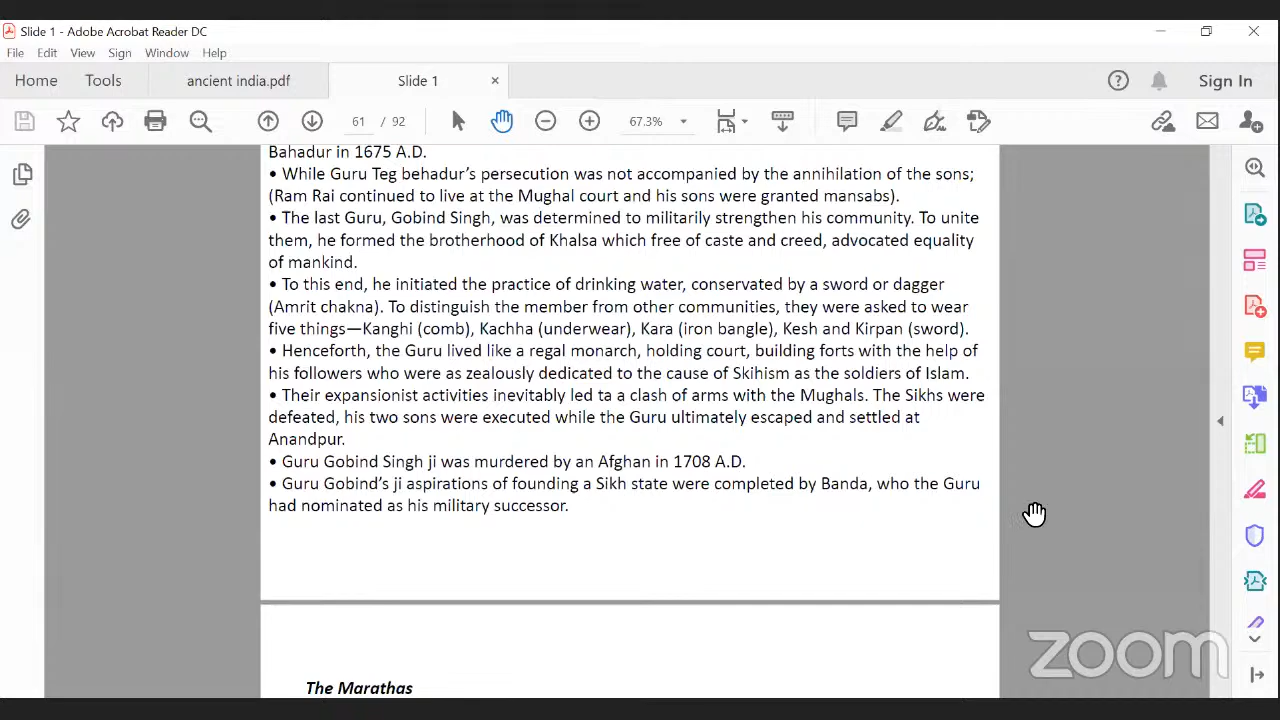 Slide 1 - Adobe Acrobat Reader DC
File Edit View Sign Window Help
Home Tools ancient india.pdf Slide 1 × Sign In
61 / 92 67.3%
Bahadur in 1675 A.D.
• While Guru Teg behadur's persecution was not accompanied by the annihilation of the sons;
(Ram Rai continued to live at the Mughal court and his sons were granted mansabs).
• The last Guru, Gobind Singh, was determined to militarily strengthen his community. To unite
them, he formed the brotherhood of Khalsa which free of caste and creed, advocated equality
of mankind.
• To this end, he initiated the practice of drinking water, conservated by a sword or dagger
(Amrit chakna). To distinguish the member from other communities, they were asked to wear
five things—Kanghi (comb), Kachha (underwear), Kara (iron bangle), Kesh and Kirpan (sword).
• Henceforth, the Guru lived like a regal monarch, holding court, building forts with the help of
his followers who were as zealously dedicated to the cause of Skihism as the soldiers of Islam.
• Their expansionist activities inevitably led ta a clash of arms with the Mughals. The Sikhs were
defeated, his two sons were executed while the Guru ultimately escaped and settled at
Anandpur.
• Guru Gobind Singh ji was murdered by an Afghan in 1708 A.D.
• Guru Gobind's ji aspirations of founding a Sikh state were completed by Banda, who the Guru
had nominated as his military successor.
zoom
The Marathas